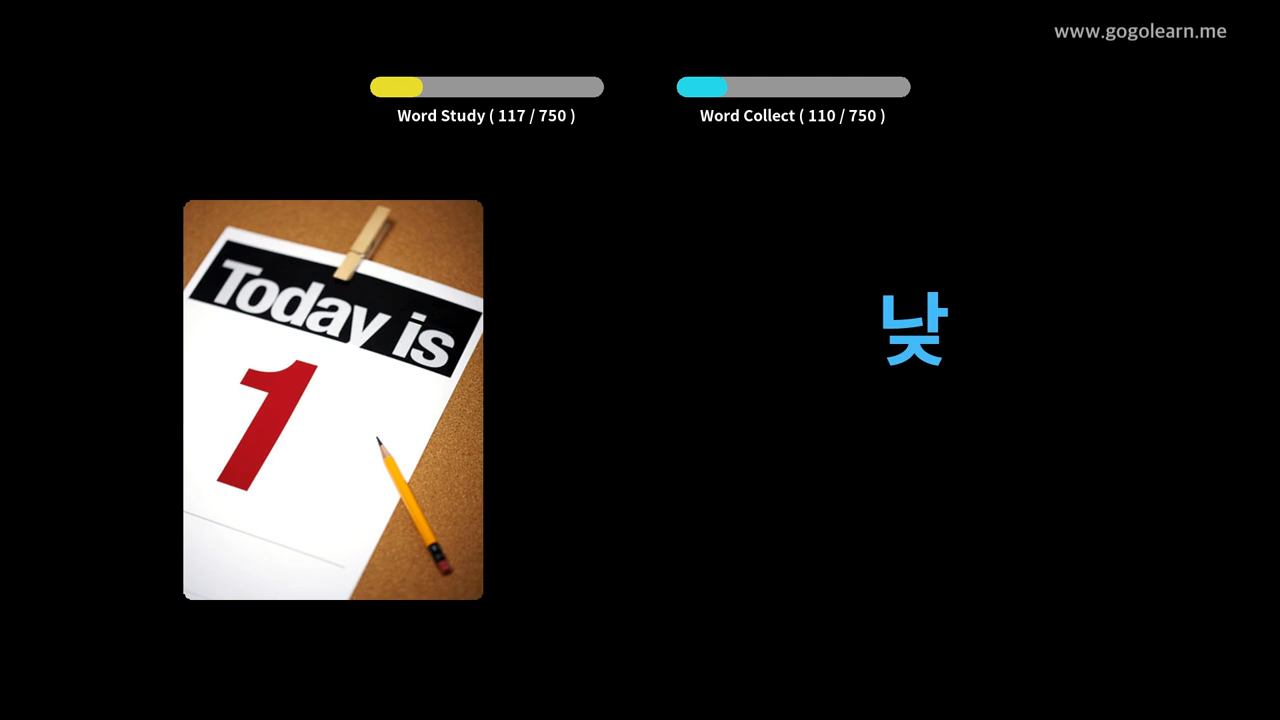 www.gogolearn.me
Word Study ( 117 / 750 )
Word Collect ( 110 / 750 )
Today is
1
낮